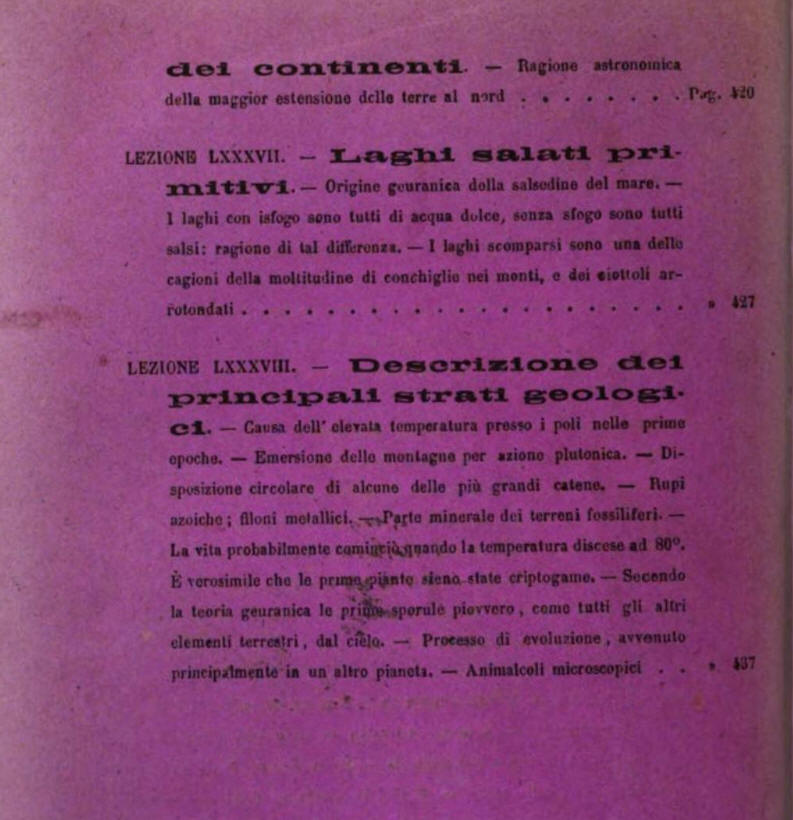 dei continenti. — Ragione astronomica
della maggior estensione delle terre al nord . . . . . . . . Pag. 420
LEZIONE LXXXVII. — Laghi salati pri-
mitivi. — Origine geuranica della salsedine del mare. —
I laghi con isfogo sono tutti di acqua dolce, senza sfogo sono tutti
salsi: ragione di tal differenza. — I laghi scomparsi sono una delle
cagioni della moltitudine di conchiglie nei monti, e dei ciottoli ar-
rotondati . . . . . . . . . . . . . . . . . . » 427
LEZIONE LXXXVIII. — Descrizione dei
principali strati geologi-
ci. — Causa dell' elevata temperatura presso i poli nelle prime
epoche. — Emersione delle montagne per azione plutonica. — Di-
sposizione circolare di alcune delle più grandi catene. — Rupi
azoiche; filoni metallici. — Parte minerale dei terreni fossiliferi. —
La vita probabilmente cominciò quando la temperatura discese ad 80°.
È verosimile che le prime piante sieno state criptogame. — Secondo
la teoria geuranica le prime sporule piovvero, come tutti gli altri
elementi terrestri, dal cielo. — Processo di evoluzione, avvenuto
principalmente in un altro pianeta. — Animalcoli microscopici . . » 437